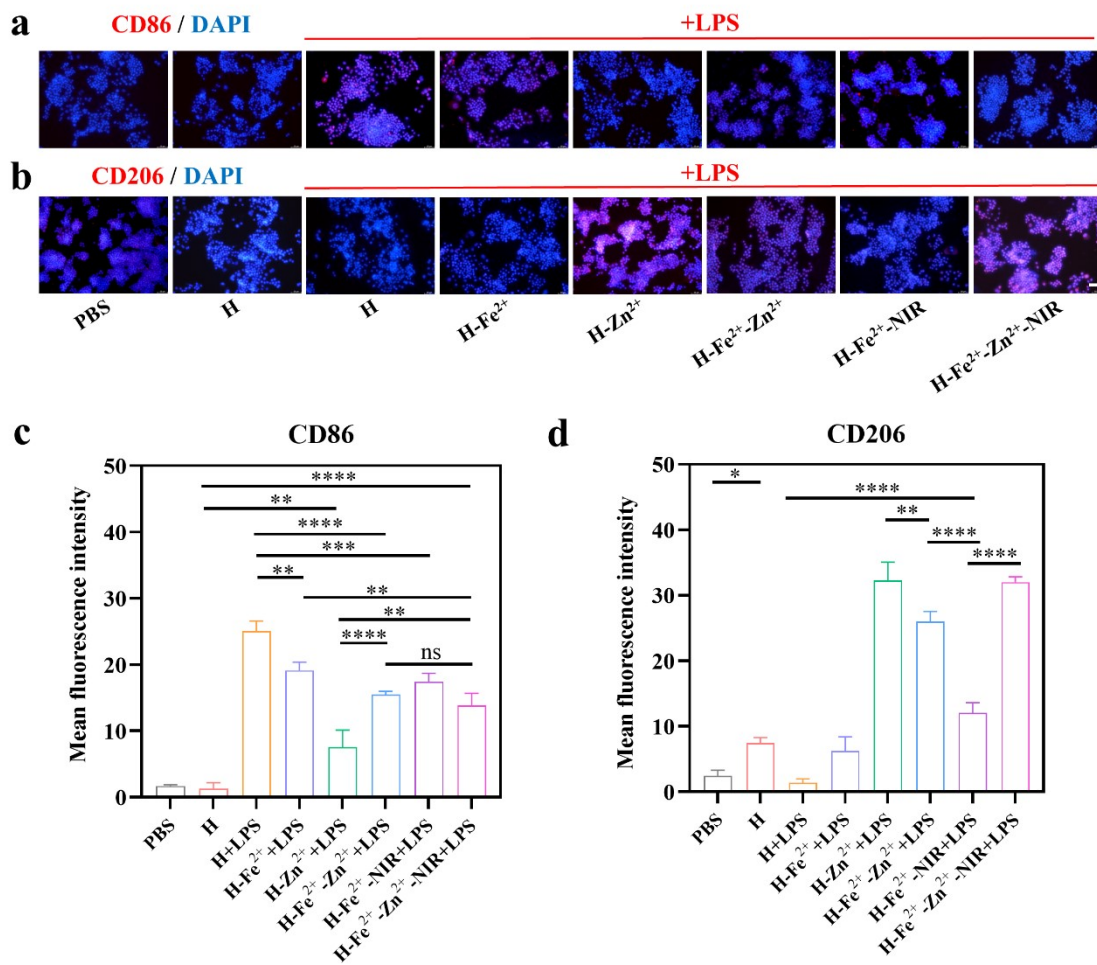 a
CD86 / DAPI
+LPS
b
CD206 / DAPI
+LPS
PBS
H
H
H-Fe²⁺
H-Zn²⁺
H-Fe²⁺-Zn²⁺
H-Fe²⁺-NIR
H-Fe²⁺-Zn²⁺-NIR
c
CD86
Mean fluorescence intensity
50
40
30
20
10
0
****
**
****
***
**
**
**
****
ns
PBS
H
H+LPS
H-Fe²⁺+LPS
H-Zn²⁺+LPS
H-Fe²⁺-Zn²⁺+LPS
H-Fe²⁺-NIR+LPS
H-Fe²⁺-Zn²⁺-NIR+LPS
d
CD206
Mean fluorescence intensity
50
40
30
20
10
0
*
****
**
****
****
PBS
H
H+LPS
H-Fe²⁺+LPS
H-Zn²⁺+LPS
H-Fe²⁺-Zn²⁺+LPS
H-Fe²⁺-NIR+LPS
H-Fe²⁺-Zn²⁺-NIR+LPS